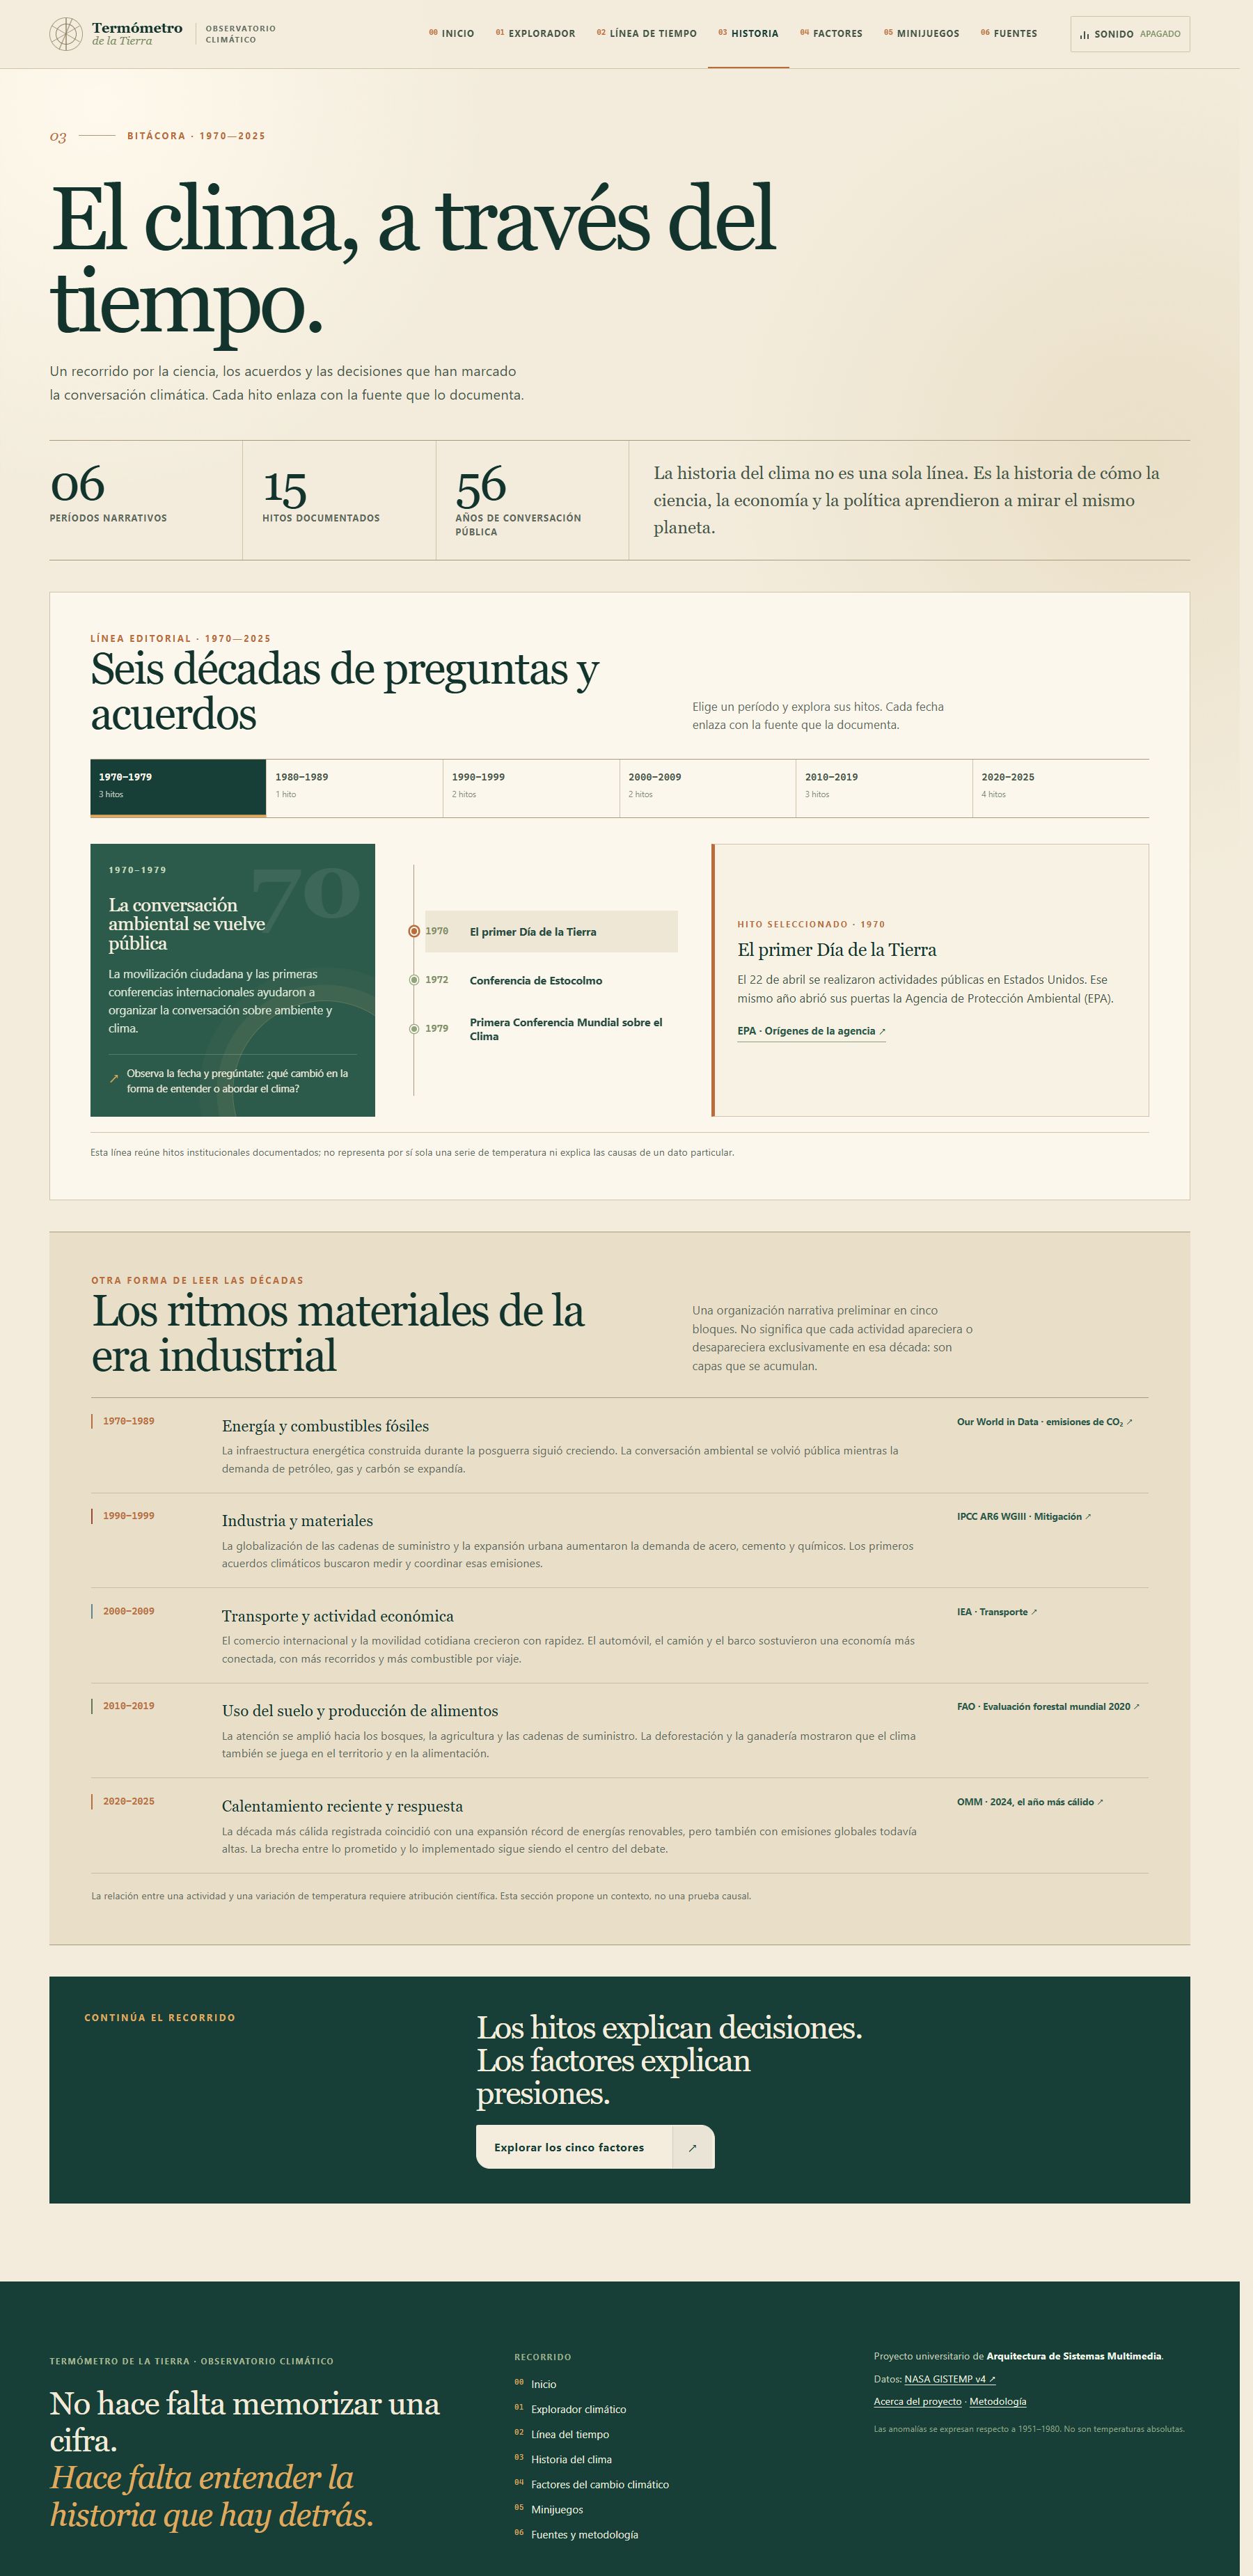 Termómetro
de la Tierra
OBSERVATORIO
CLIMÁTICO
00 INICIO
01 EXPLORADOR
02 LÍNEA DE TIEMPO
03 HISTORIA
04 FACTORES
05 MINIJUEGOS
06 FUENTES
SONIDO APAGADO
03
BITÁCORA · 1970—2025
El clima, a través del
tiempo.
Un recorrido por la ciencia, los acuerdos y las decisiones que han marcado
la conversación climática. Cada hito enlaza con la fuente que lo documenta.
06
PERÍODOS NARRATIVOS
15
HITOS DOCUMENTADOS
56
AÑOS DE CONVERSACIÓN
PÚBLICA
La historia del clima no es una sola línea. Es la historia de cómo la
ciencia, la economía y la política aprendieron a mirar el mismo
planeta.
LÍNEA EDITORIAL · 1970—2025
Seis décadas de preguntas y
acuerdos
Elige un período y explora sus hitos. Cada fecha
enlaza con la fuente que la documenta.
1970–1979
3 hitos
1980–1989
1 hito
1990–1999
2 hitos
2000–2009
2 hitos
2010–2019
3 hitos
2020–2025
4 hitos
1970–1979
70
La conversación
ambiental se vuelve
pública
La movilización ciudadana y las primeras
conferencias internacionales ayudaron a
organizar la conversación sobre ambiente y
clima.
↗ Observa la fecha y pregúntate: ¿qué cambió en la
forma de entender o abordar el clima?
1970 El primer Día de la Tierra
1972 Conferencia de Estocolmo
1979 Primera Conferencia Mundial sobre el
Clima
HITO SELECCIONADO · 1970
El primer Día de la Tierra
El 22 de abril se realizaron actividades públicas en Estados Unidos. Ese
mismo año abrió sus puertas la Agencia de Protección Ambiental (EPA).
EPA · Orígenes de la agencia ↗
Esta línea reúne hitos institucionales documentados; no representa por sí sola una serie de temperatura ni explica las causas de un dato particular.
OTRA FORMA DE LEER LAS DÉCADAS
Los ritmos materiales de la
era industrial
Una organización narrativa preliminar en cinco
bloques. No significa que cada actividad apareciera o
desapareciera exclusivamente en esa década: son
capas que se acumulan.
1970–1989
Energía y combustibles fósiles
La infraestructura energética construida durante la posguerra siguió creciendo. La conversación ambiental se volvió pública mientras la
demanda de petróleo, gas y carbón se expandía.
Our World in Data · emisiones de CO₂ ↗
1990–1999
Industria y materiales
La globalización de las cadenas de suministro y la expansión urbana aumentaron la demanda de acero, cemento y químicos. Los primeros
acuerdos climáticos buscaron medir y coordinar esas emisiones.
IPCC AR6 WGIII · Mitigación ↗
2000–2009
Transporte y actividad económica
El comercio internacional y la movilidad cotidiana crecieron con rapidez. El automóvil, el camión y el barco sostuvieron una economía más
conectada, con más recorridos y más combustible por viaje.
IEA · Transporte ↗
2010–2019
Uso del suelo y producción de alimentos
La atención se amplió hacia los bosques, la agricultura y las cadenas de suministro. La deforestación y la ganadería mostraron que el clima
también se juega en el territorio y en la alimentación.
FAO · Evaluación forestal mundial 2020 ↗
2020–2025
Calentamiento reciente y respuesta
La década más cálida registrada coincidió con una expansión récord de energías renovables, pero también con emisiones globales todavía
altas. La brecha entre lo prometido y lo implementado sigue siendo el centro del debate.
OMM · 2024, el año más cálido ↗
La relación entre una actividad y una variación de temperatura requiere atribución científica. Esta sección propone un contexto, no una prueba causal.
CONTINÚA EL RECORRIDO
Los hitos explican decisiones.
Los factores explican
presiones.
Explorar los cinco factores ↗
TERMÓMETRO DE LA TIERRA · OBSERVATORIO CLIMÁTICO
No hace falta memorizar una
cifra.
Hace falta entender la
historia que hay detrás.
RECORRIDO
00 Inicio
01 Explorador climático
02 Línea del tiempo
03 Historia del clima
04 Factores del cambio climático
05 Minijuegos
06 Fuentes y metodología
Proyecto universitario de Arquitectura de Sistemas Multimedia.
Datos: NASA GISTEMP v4 ↗
Acerca del proyecto · Metodología
Las anomalías se expresan respecto a 1951–1980. No son temperaturas absolutas.